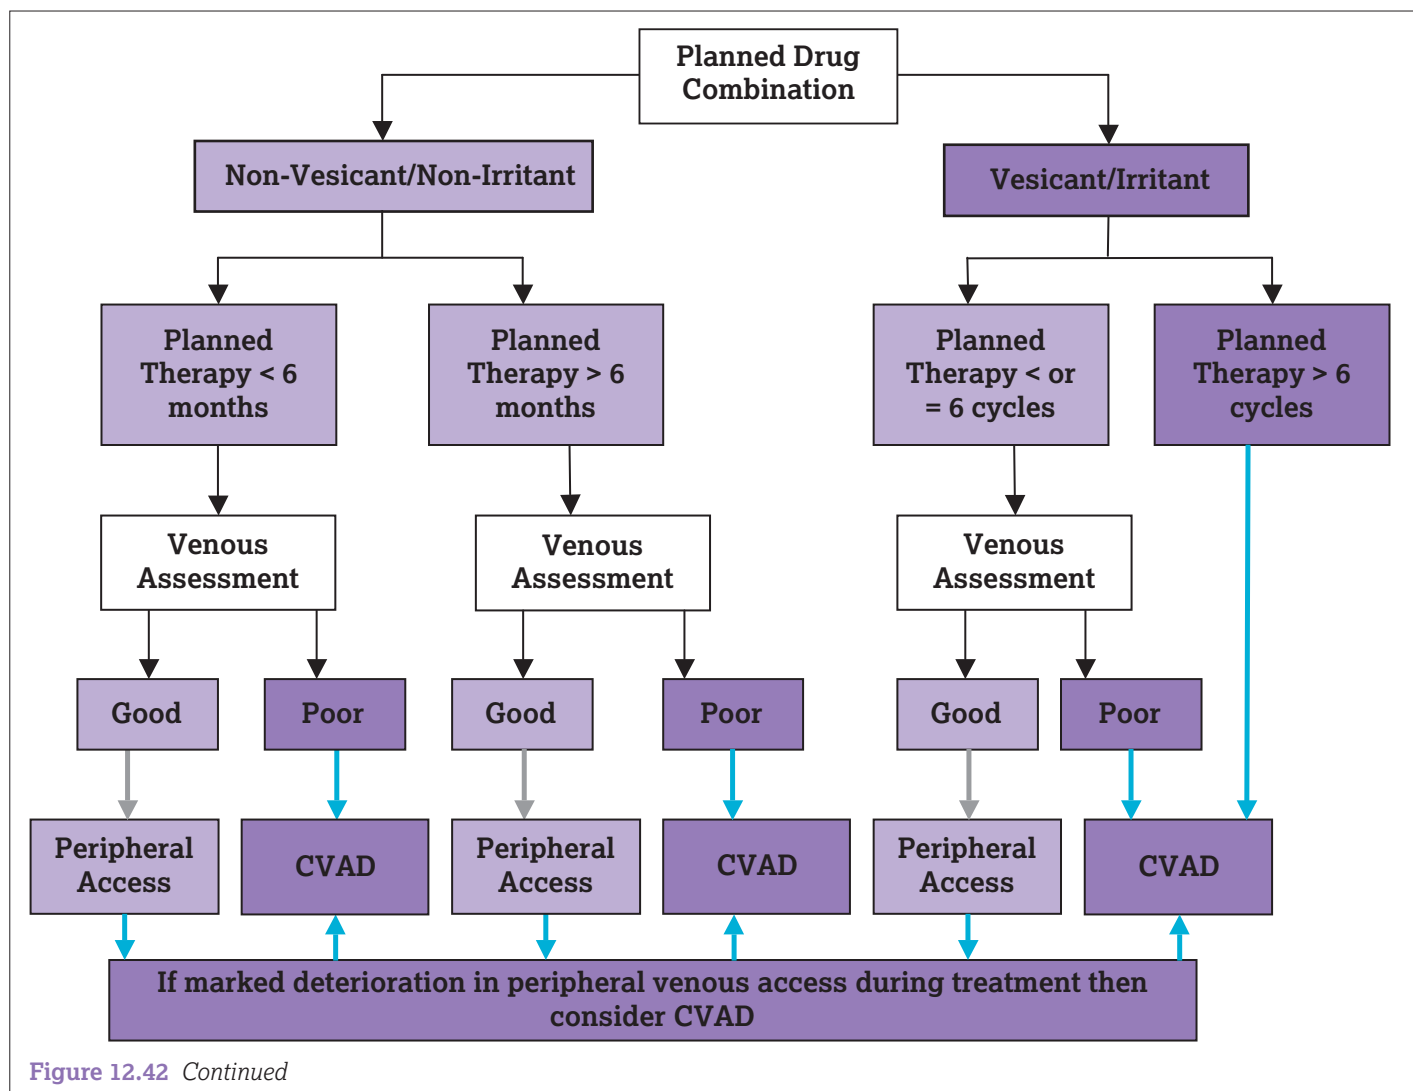 Planned Drug
Combination
Non-Vesicant/Non-Irritant
Vesicant/Irritant
Planned
Therapy < 6
months
Planned
Therapy > 6
months
Planned
Therapy < or
= 6 cycles
Planned
Therapy > 6
cycles
Venous
Assessment
Venous
Assessment
Venous
Assessment
Good
Poor
Good
Poor
Good
Poor
Peripheral
Access
CVAD
Peripheral
Access
CVAD
Peripheral
Access
CVAD
If marked deterioration in peripheral venous access during treatment then
consider CVAD
Figure 12.42 Continued